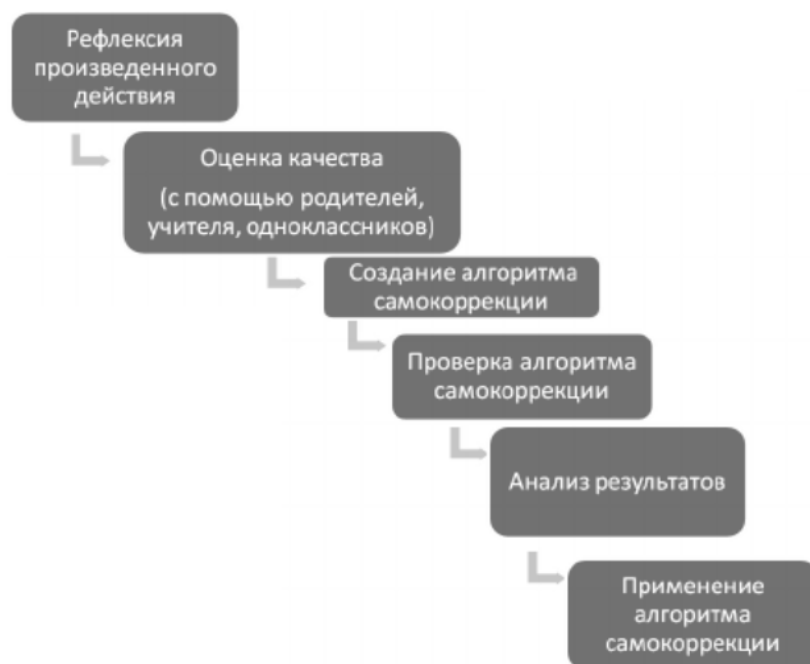 Рефлексия
произведенного
действия
Оценка качества
(с помощью родителей,
учителя, одноклассников)
Создание алгоритма
самокоррекции
Проверка алгоритма
самокоррекции
Анализ результатов
Применение
алгоритма
самокоррекции